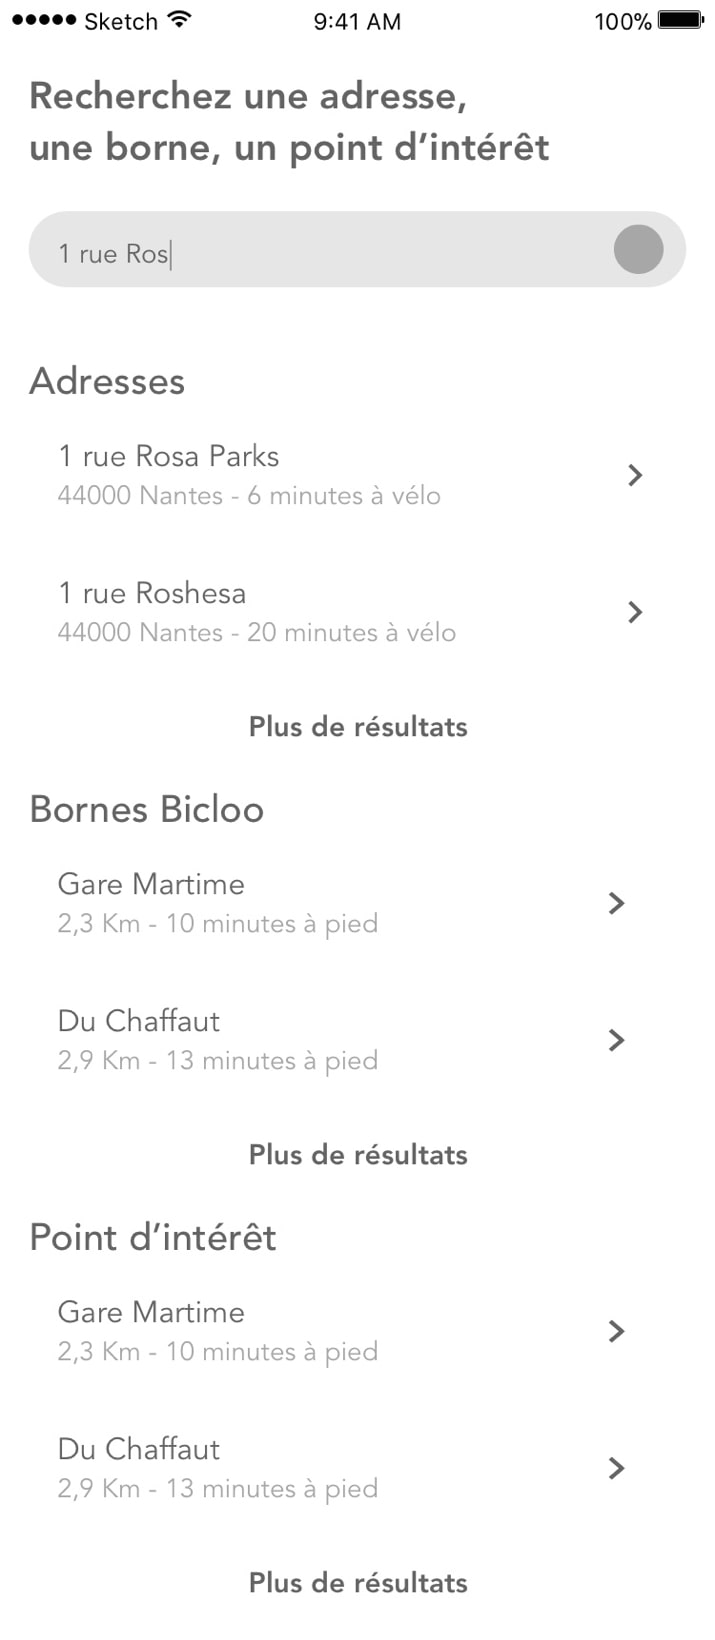 Sketch 9:41 AM 100%
Recherchez une adresse,
une borne, un point d’intérêt
1 rue Ros
Adresses
1 rue Rosa Parks
44000 Nantes - 6 minutes à vélo
1 rue Roshesa
44000 Nantes - 20 minutes à vélo
Plus de résultats
Bornes Bicloo
Gare Martime
2,3 Km - 10 minutes à pied
Du Chaffaut
2,9 Km - 13 minutes à pied
Plus de résultats
Point d’intérêt
Gare Martime
2,3 Km - 10 minutes à pied
Du Chaffaut
2,9 Km - 13 minutes à pied
Plus de résultats